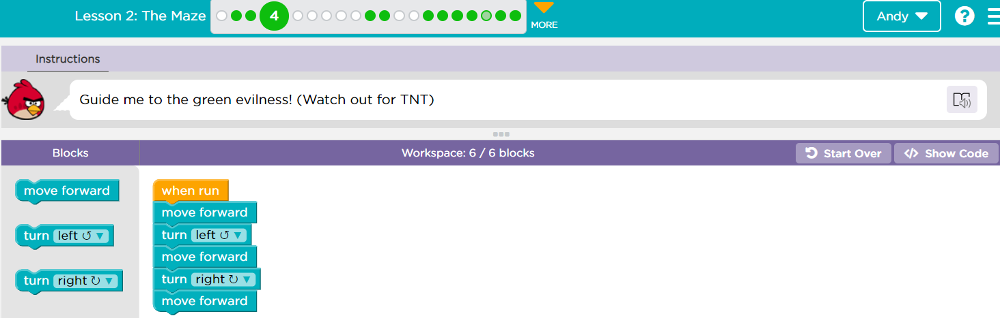 Lesson 2: The Maze
4
MORE
Andy
?
Instructions
Guide me to the green evilness! (Watch out for TNT)
Blocks
Workspace: 6 / 6 blocks
Start Over
</> Show Code
move forward
turn left ↺ ▼
turn right ↻ ▼
when run
move forward
turn left ↺ ▼
move forward
turn right ↻ ▼
move forward